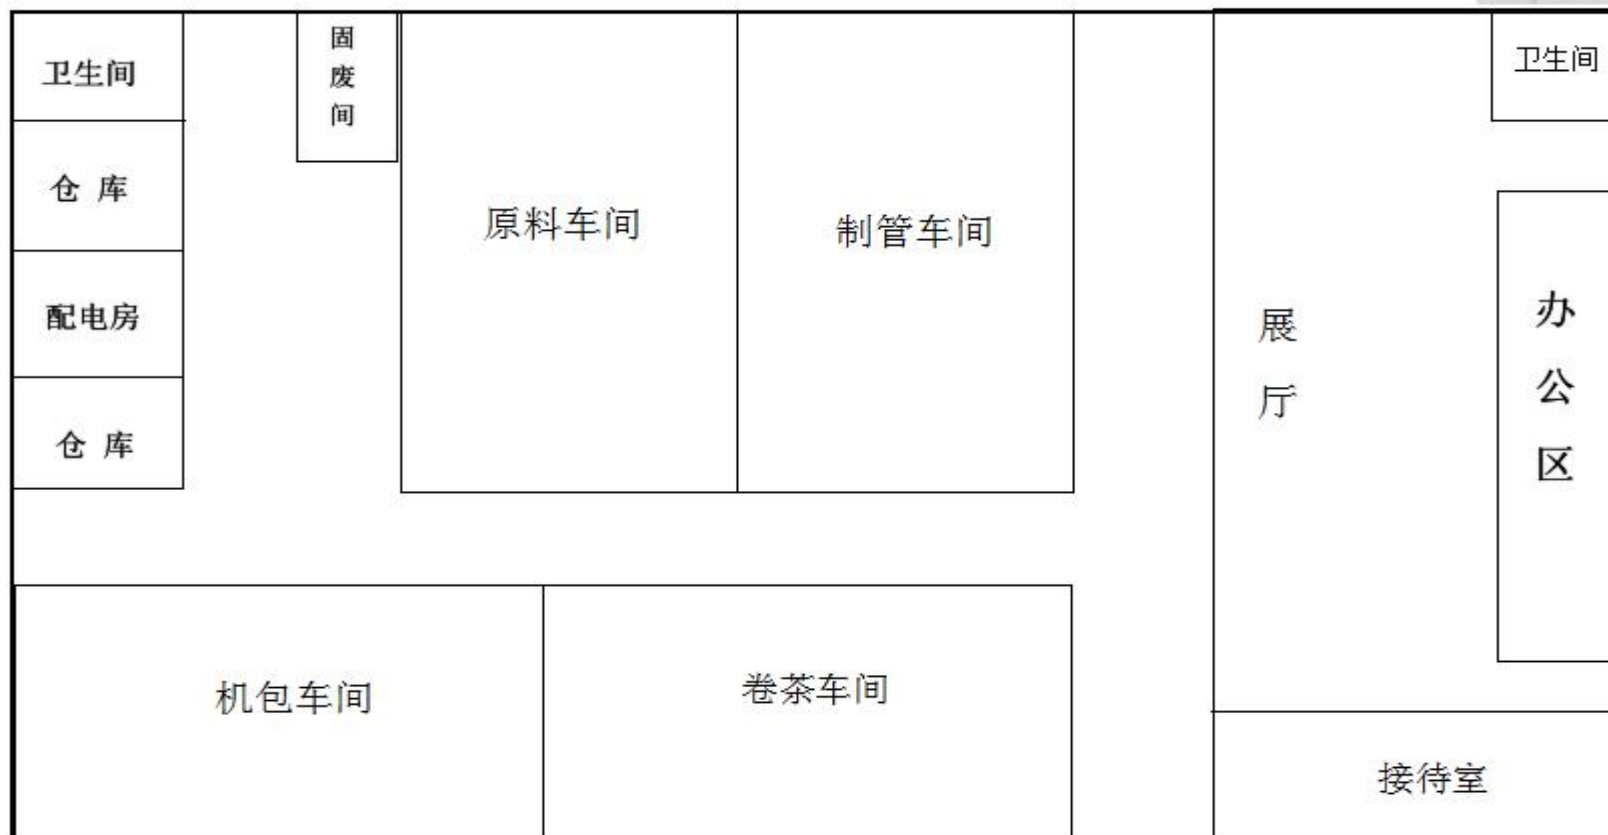 卫生间
固废间
卫生间
仓 库
原料车间
制管车间
配电房
展厅
办公区
仓 库
机包车间
卷茶车间
接待室